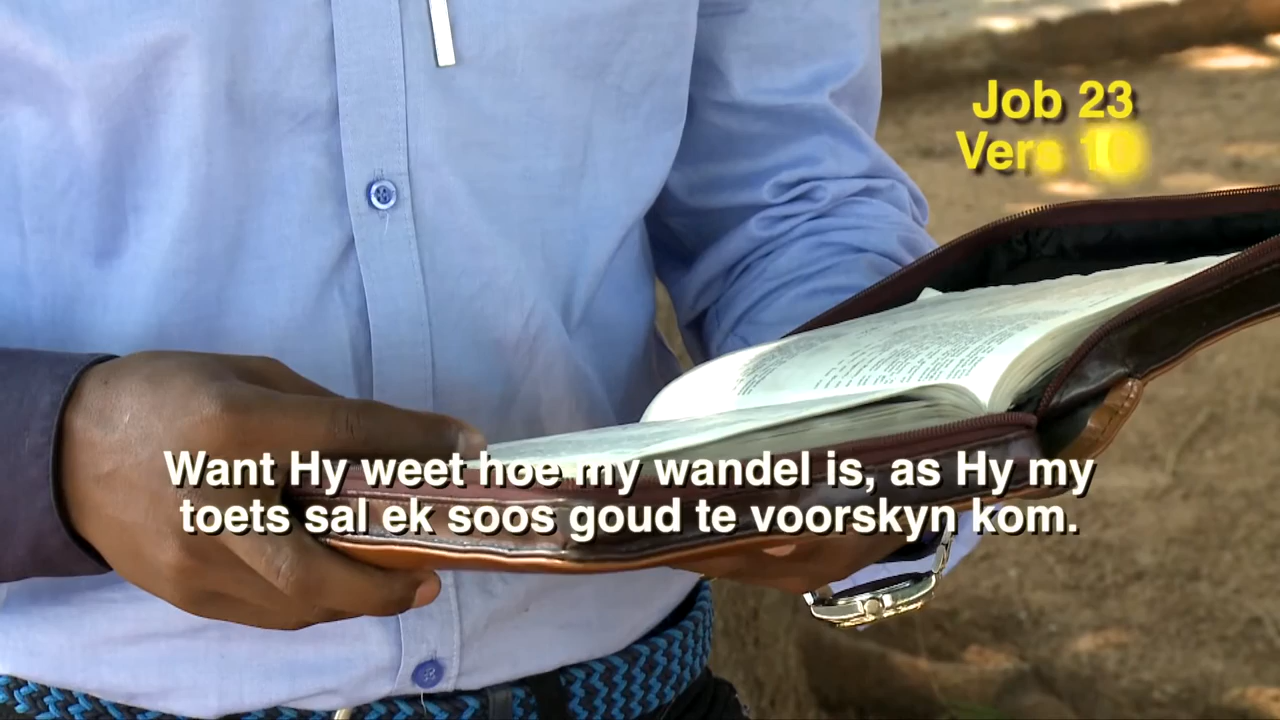 Job 23
Vers 10
Want Hy weet hoe my wandel is, as Hy my
toets sal ek soos goud te voorskyn kom.